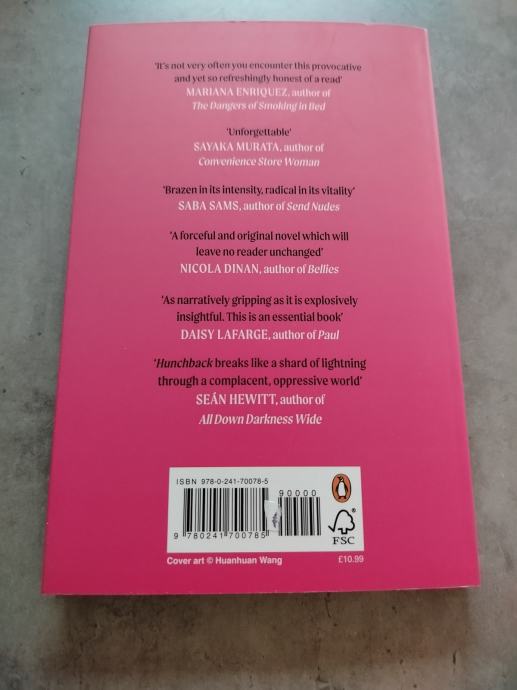 'It's not very often you encounter this provocative
and yet so refreshingly honest of a read'
MARIANA ENRIQUEZ, author of
The Dangers of Smoking in Bed
'Unforgettable'
SAYAKA MURATA, author of
Convenience Store Woman
'Brazen in its intensity, radical in its vitality'
SABA SAMS, author of Send Nudes
'A forceful and original novel which will
leave no reader unchanged'
NICOLA DINAN, author of Bellies
'As narratively gripping as it is explosively
insightful. This is an essential book'
DAISY LAFARGE, author of Paul
'Hunchback breaks like a shard of lightning
through a complacent, oppressive world'
SEÁN HEWITT, author of
All Down Darkness Wide
ISBN 978-0-241-70078-5
90000
9 780241 700785
FSC®
Cover art © Huanhuan Wang
£10.99